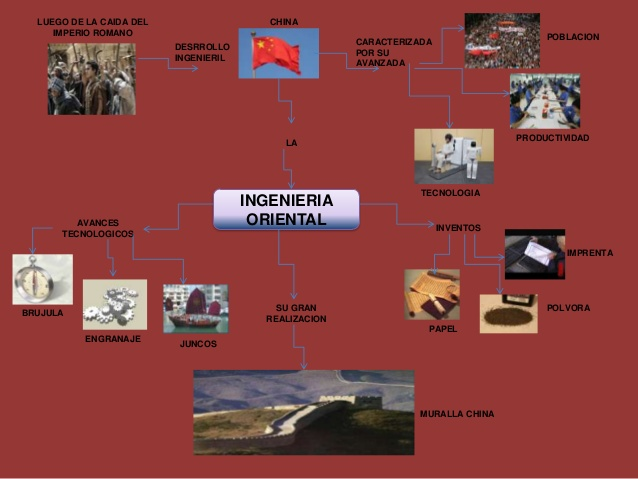 LUEGO DE LA CAIDA DEL
IMPERIO ROMANO
DESRROLLO
INGENIERIL
CHINA
CARACTERIZADA
POR SU
AVANZADA
POBLACION
PRODUCTIVIDAD
TECNOLOGIA
LA
INGENIERIA
ORIENTAL
AVANCES
TECNOLOGICOS
BRUJULA
ENGRANAJE
JUNCOS
SU GRAN
REALIZACION
INVENTOS
IMPRENTA
POLVORA
PAPEL
MURALLA CHINA